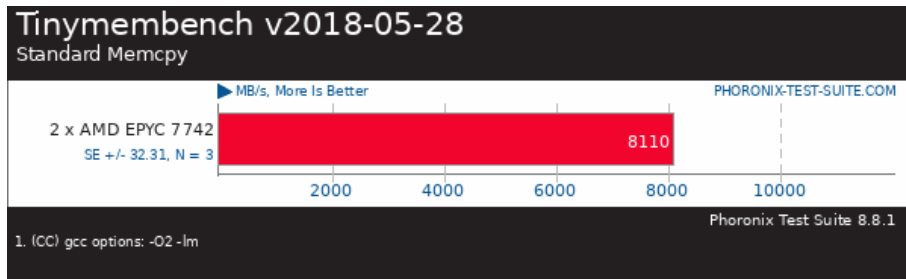 Tinymembench v2018-05-28
Standard Memcpy
MB/s, More Is Better PHORONIX-TEST-SUITE.COM
2 x AMD EPYC 7742
8110
SE +/- 32.31, N = 3
2000 4000 6000 8000 10000
Phoronix Test Suite 8.8.1
1. (CC) gcc options: -O2 -lm